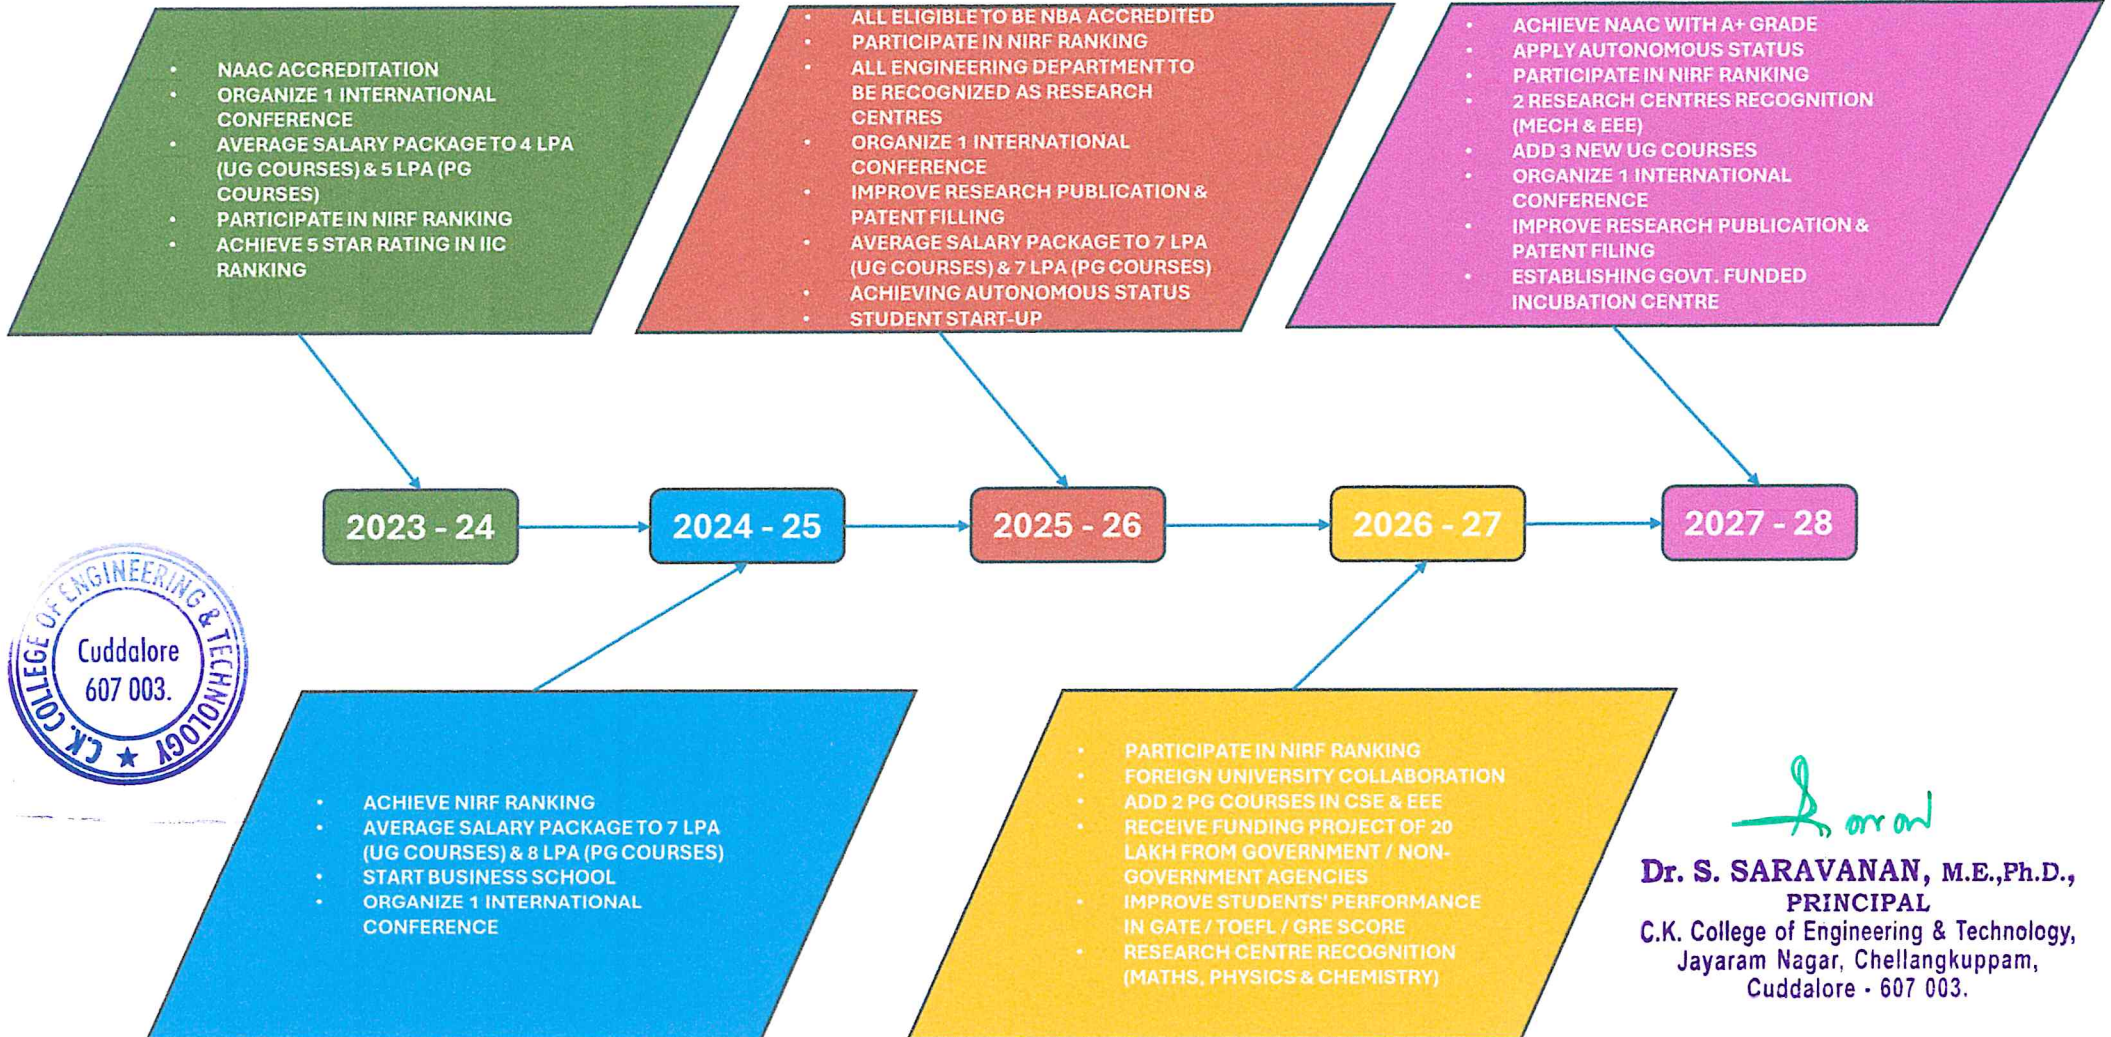 NAAC ACCREDITATION
ORGANIZE 1 INTERNATIONAL
CONFERENCE
AVERAGE SALARY PACKAGE TO 4 LPA
(UG COURSES) & 5 LPA (PG
COURSES)
PARTICIPATE IN NIRF RANKING
ACHIEVE 5 STAR RATING IN IIC
RANKING
ALL ELIGIBLE TO BE NBA ACCREDITED
PARTICIPATE IN NIRF RANKING
ALL ENGINEERING DEPARTMENT TO
BE RECOGNIZED AS RESEARCH
CENTRES
ORGANIZE 1 INTERNATIONAL
CONFERENCE
IMPROVE RESEARCH PUBLICATION &
PATENT FILLING
AVERAGE SALARY PACKAGE TO 7 LPA
(UG COURSES) & 7 LPA (PG COURSES)
ACHIEVING AUTONOMOUS STATUS
STUDENT START-UP
ACHIEVE NAAC WITH A+ GRADE
APPLY AUTONOMOUS STATUS
PARTICIPATE IN NIRF RANKING
2 RESEARCH CENTRES RECOGNITION
(MECH & EEE)
ADD 3 NEW UG COURSES
ORGANIZE 1 INTERNATIONAL
CONFERENCE
IMPROVE RESEARCH PUBLICATION &
PATENT FILING
ESTABLISHING GOVT. FUNDED
INCUBATION CENTRE
2023 - 24
2024 - 25
2025 - 26
2026 - 27
2027 - 28
C.K. COLLEGE OF ENGINEERING & TECHNOLOGY ★
Cuddalore
607 003.
ACHIEVE NIRF RANKING
AVERAGE SALARY PACKAGE TO 7 LPA
(UG COURSES) & 8 LPA (PG COURSES)
START BUSINESS SCHOOL
ORGANIZE 1 INTERNATIONAL
CONFERENCE
PARTICIPATE IN NIRF RANKING
FOREIGN UNIVERSITY COLLABORATION
ADD 2 PG COURSES IN CSE & EEE
RECEIVE FUNDING PROJECT OF 20
LAKH FROM GOVERNMENT / NON-
GOVERNMENT AGENCIES
IMPROVE STUDENTS' PERFORMANCE
IN GATE / TOEFL / GRE SCORE
RESEARCH CENTRE RECOGNITION
(MATHS, PHYSICS & CHEMISTRY)
Dr. S. SARAVANAN, M.E.,Ph.D.,
PRINCIPAL
C.K. College of Engineering & Technology,
Jayaram Nagar, Chellangkuppam,
Cuddalore - 607 003.